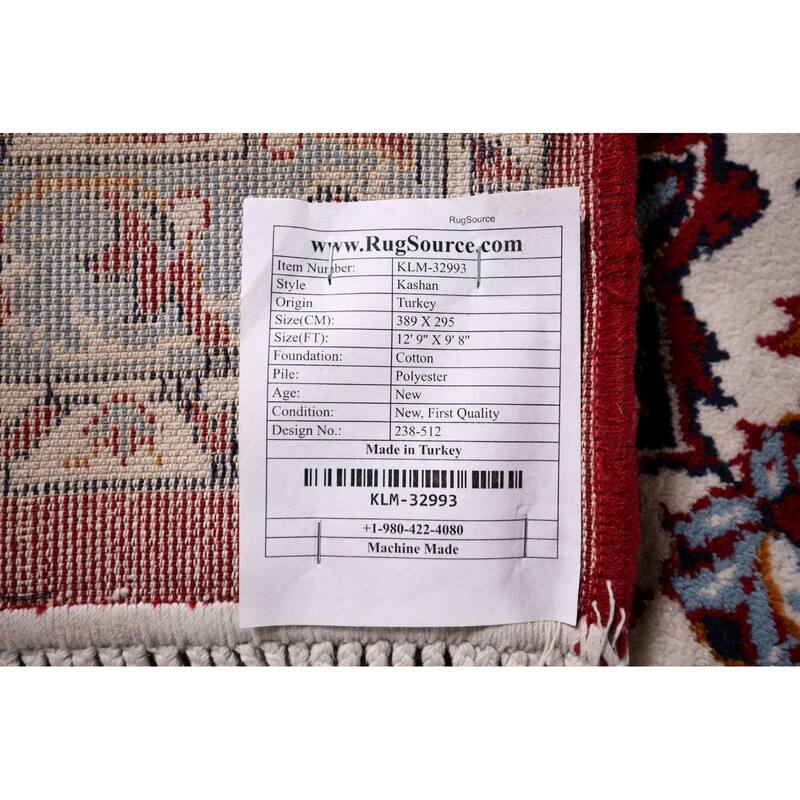 RugSource
www.RugSource.com
Item Number: KLM-32993
Style Kashan
Origin Turkey
Size(CM): 389 X 295
Size(FT): 12' 9" X 9' 8"
Foundation: Cotton
Pile: Polyester
Age: New
Condition: New, First Quality
Design No.: 238-512
Made in Turkey
KLM-32993
+1-980-422-4080
Machine Made